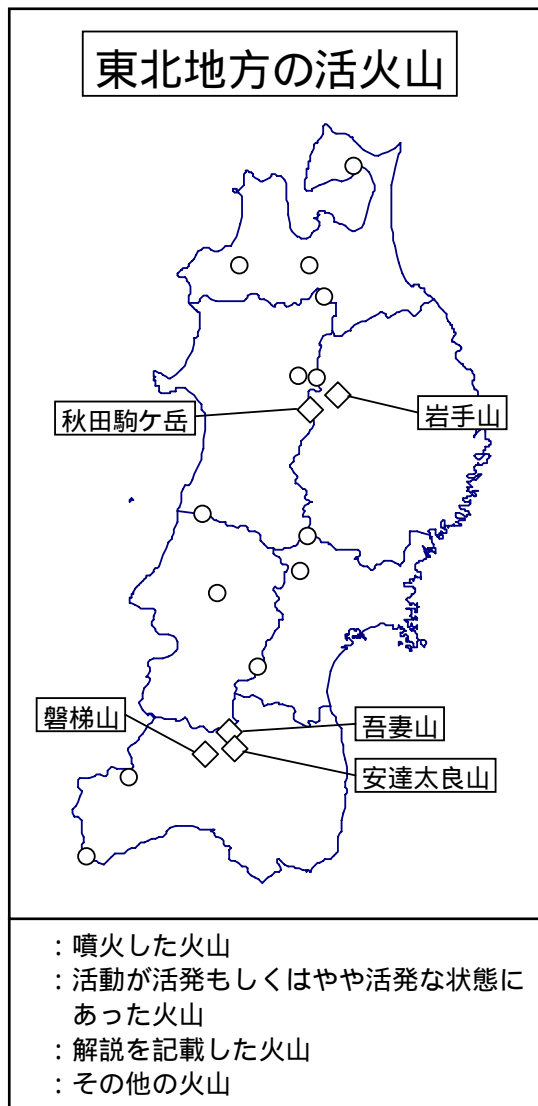 東北地方の活火山
秋田駒ケ岳
岩手山
磐梯山
吾妻山
安達太良山
：噴火した火山
：活動が活発もしくはやや活発な状態に
あった火山
：解説を記載した火山
：その他の火山